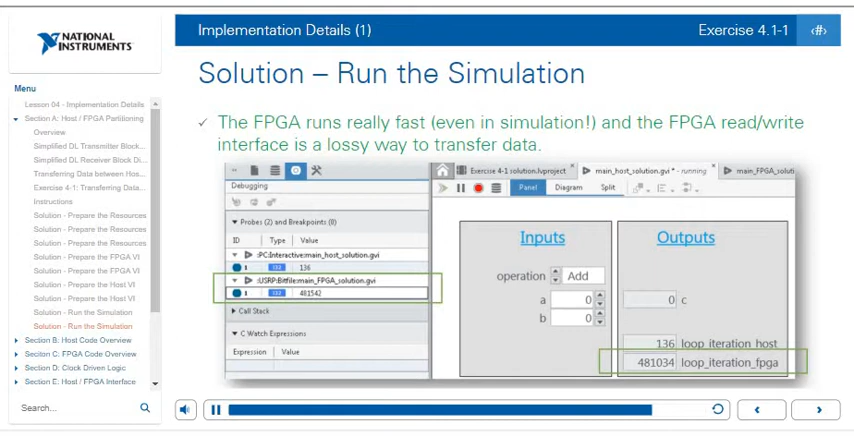 NATIONAL
INSTRUMENTS
Implementation Details (1)
Exercise 4.1-1
‹#›
Menu
Lesson 04 - Implementation Details
Section A: Host / FPGA Partitioning
Overview
Simplified DL Transmitter Block...
Simplified DL Receiver Block Di...
Transferring Data between Hos...
Exercise 4-1: Transferring Data...
Instructions
Solution - Prepare the Resources
Solution - Prepare the Resources
Solution - Prepare the Resources
Solution - Prepare the FPGA VI
Solution - Prepare the FPGA VI
Solution - Prepare the Host VI
Solution - Prepare the Host VI
Solution - Run the Simulation
Solution - Run the Simulation
Section B: Host Code Overview
Seciton C: FPGA Code Overview
Section D: Clock Driven Logic
Section E: Host / FPGA Interface
Search...
Solution – Run the Simulation
✓ The FPGA runs really fast (even in simulation!) and the FPGA read/write
interface is a lossy way to transfer data.
Exercise 4-1 solution.lvproject
main_host_solution.gvi * - running
main_FPGA_soluti
Debugging
Panel Diagram Split
Probes (2) and Breakpoints (0)
ID Type Value
:PC:Interactive:main_host_solution.gvi
1 I32 136
:USRP:Bitfile:main_FPGA_solution.gvi
1 I32 481542
Call Stack
C Watch Expressions
Expression Value
Inputs
operation Add
a 0
b 0
Outputs
0 c
136 loop_iteration_host
481034 loop_iteration_fpga